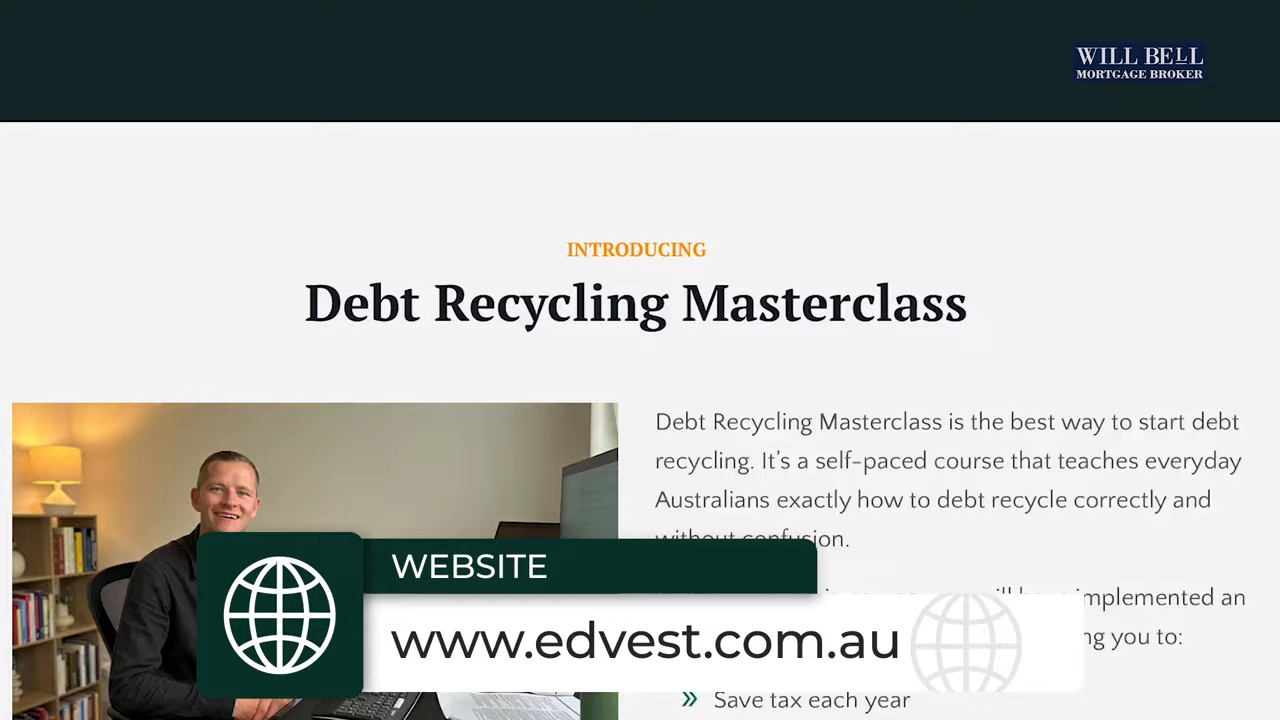 WILL BELL
MORTGAGE BROKER
INTRODUCING
Debt Recycling Masterclass
Debt Recycling Masterclass is the best way to start debt
recycling. It's a self-paced course that teaches everyday
Australians exactly how to debt recycle correctly and
without confusion.
implemented an
you to:
Save tax each year
WEBSITE
www.edvest.com.au